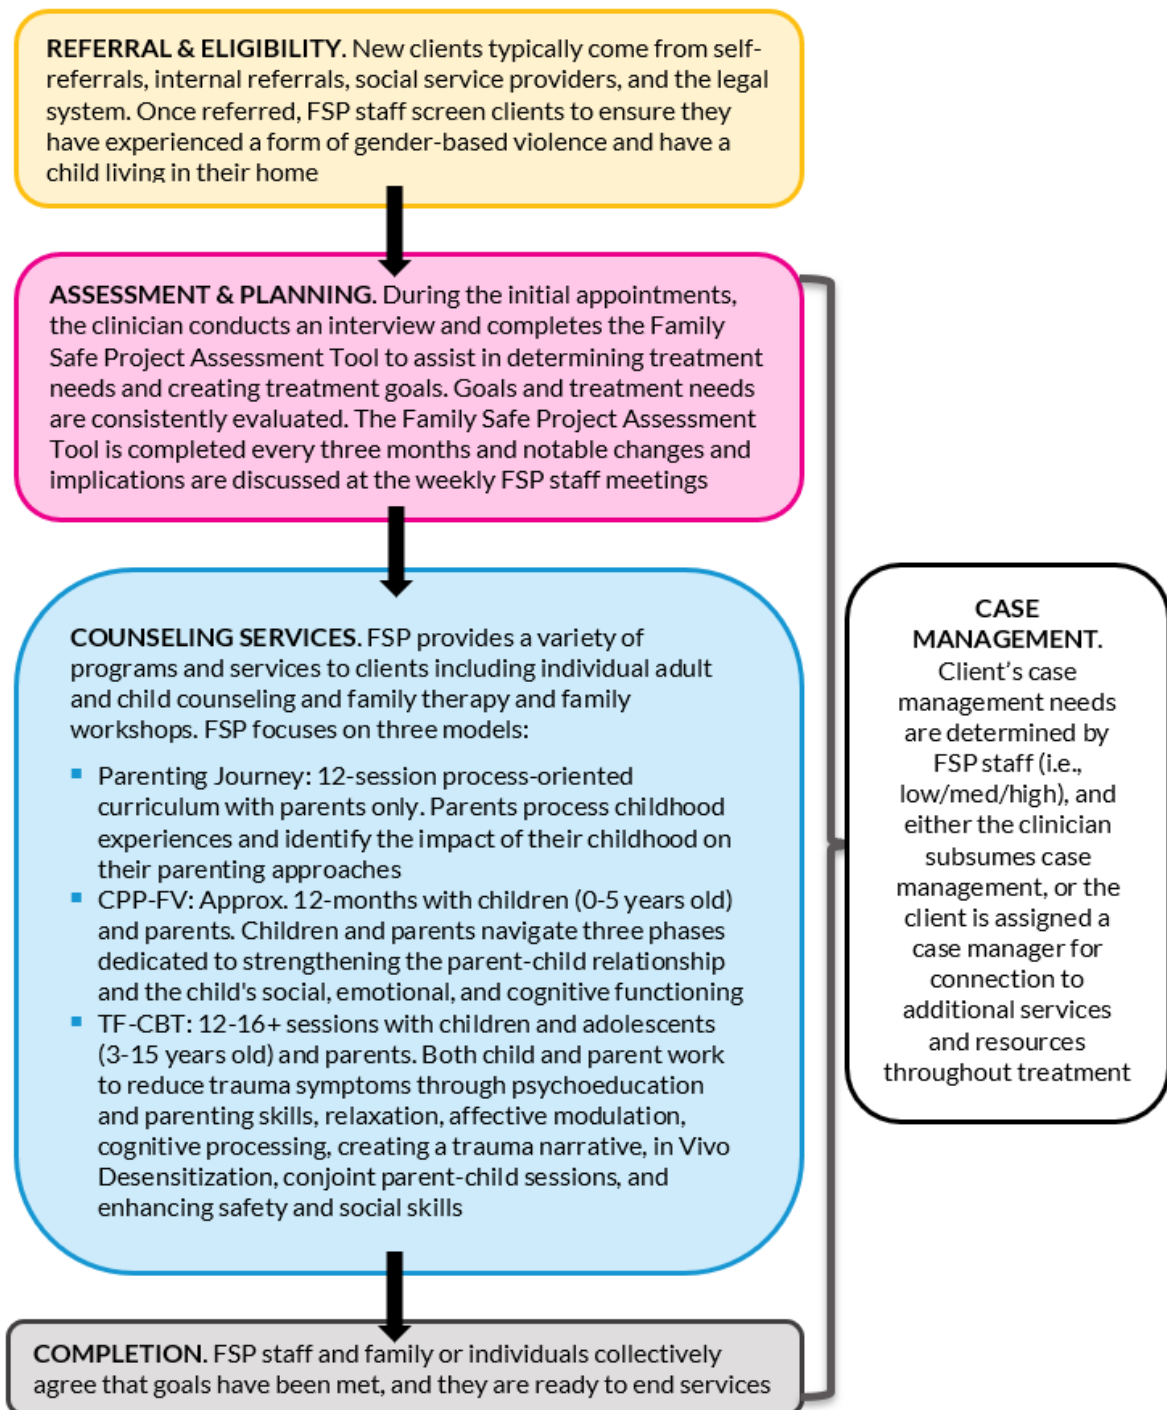 REFERRAL & ELIGIBILITY. New clients typically come from self-
referrals, internal referrals, social service providers, and the legal
system. Once referred, FSP staff screen clients to ensure they
have experienced a form of gender-based violence and have a
child living in their home
ASSESSMENT & PLANNING. During the initial appointments,
the clinician conducts an interview and completes the Family
Safe Project Assessment Tool to assist in determining treatment
needs and creating treatment goals. Goals and treatment needs
are consistently evaluated. The Family Safe Project Assessment
Tool is completed every three months and notable changes and
implications are discussed at the weekly FSP staff meetings
COUNSELING SERVICES. FSP provides a variety of
programs and services to clients including individual adult
and child counseling and family therapy and family
workshops. FSP focuses on three models:
▪ Parenting Journey: 12-session process-oriented
curriculum with parents only. Parents process childhood
experiences and identify the impact of their childhood on
their parenting approaches
▪ CPP-FV: Approx. 12-months with children (0-5 years old)
and parents. Children and parents navigate three phases
dedicated to strengthening the parent-child relationship
and the child's social, emotional, and cognitive functioning
▪ TF-CBT: 12-16+ sessions with children and adolescents
(3-15 years old) and parents. Both child and parent work
to reduce trauma symptoms through psychoeducation
and parenting skills, relaxation, affective modulation,
cognitive processing, creating a trauma narrative, in Vivo
Desensitization, conjoint parent-child sessions, and
enhancing safety and social skills
CASE
MANAGEMENT.
Client’s case
management needs
are determined by
FSP staff (i.e.,
low/med/high), and
either the clinician
subsumes case
management, or the
client is assigned a
case manager for
connection to
additional services
and resources
throughout treatment
COMPLETION. FSP staff and family or individuals collectively
agree that goals have been met, and they are ready to end services